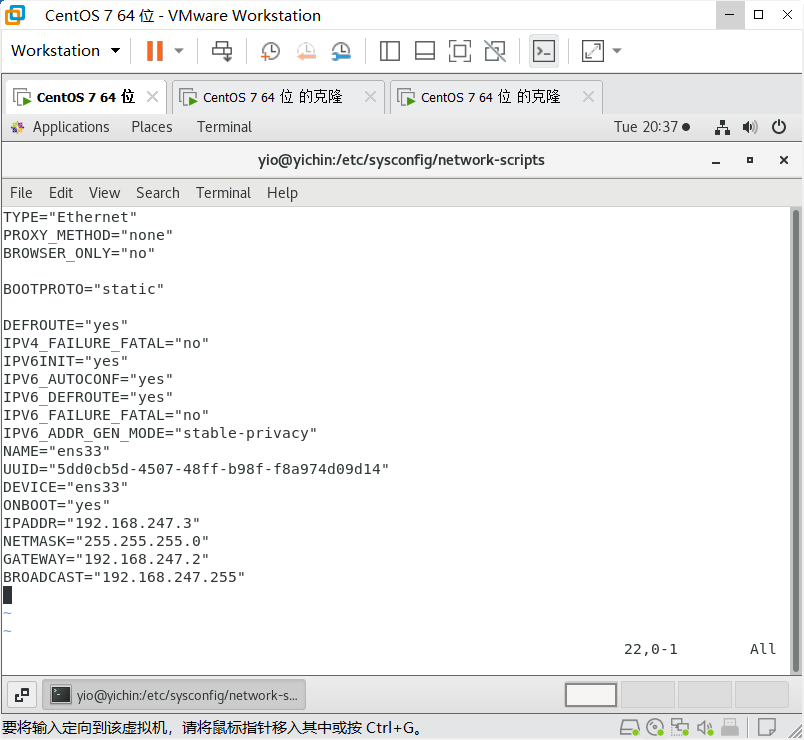 CentOS 7 64 位 - VMware Workstation
Workstation
CentOS 7 64 位 CentOS 7 64 位 的克隆 CentOS 7 64 位 的克隆
Applications Places Terminal Tue 20:37
yio@yichin:/etc/sysconfig/network-scripts
File Edit View Search Terminal Help
TYPE="Ethernet"
PROXY_METHOD="none"
BROWSER_ONLY="no"
BOOTPROTO="static"
DEFROUTE="yes"
IPV4_FAILURE_FATAL="no"
IPV6INIT="yes"
IPV6_AUTOCONF="yes"
IPV6_DEFROUTE="yes"
IPV6_FAILURE_FATAL="no"
IPV6_ADDR_GEN_MODE="stable-privacy"
NAME="ens33"
UUID="5dd0cb5d-4507-48ff-b98f-f8a974d09d14"
DEVICE="ens33"
ONBOOT="yes"
IPADDR="192.168.247.3"
NETMASK="255.255.255.0"
GATEWAY="192.168.247.2"
BROADCAST="192.168.247.255"
~
~
22,0-1 All
yio@yichin:/etc/sysconfig/network-s...
要将输入定向到该虚拟机，请将鼠标指针移入其中或按 Ctrl+G。